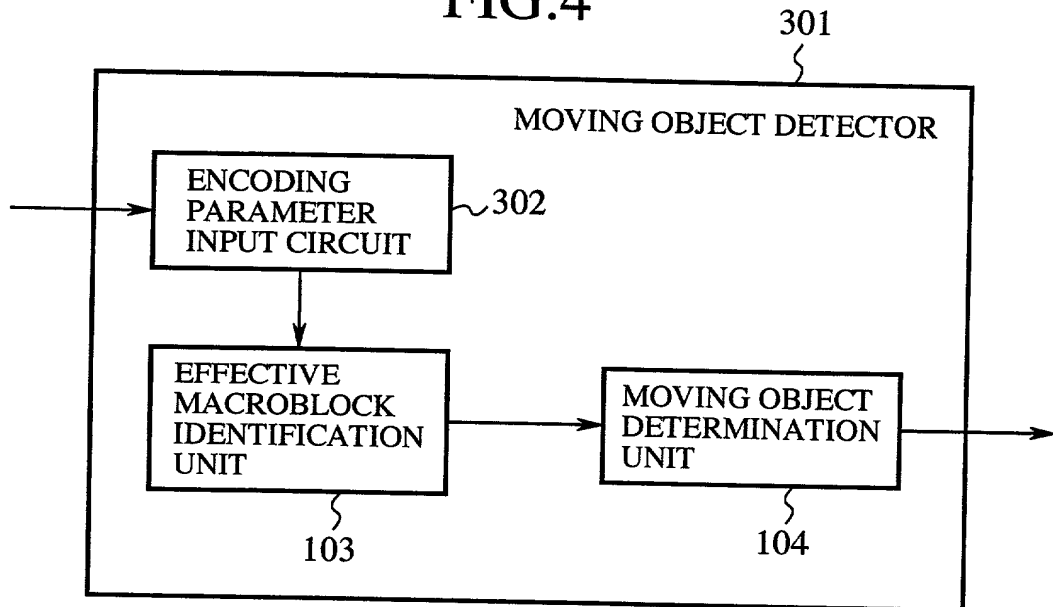 FIG.4
301
MOVING OBJECT DETECTOR
ENCODING
PARAMETER
INPUT CIRCUIT
302
EFFECTIVE
MACROBLOCK
IDENTIFICATION
UNIT
103
MOVING OBJECT
DETERMINATION
UNIT
104